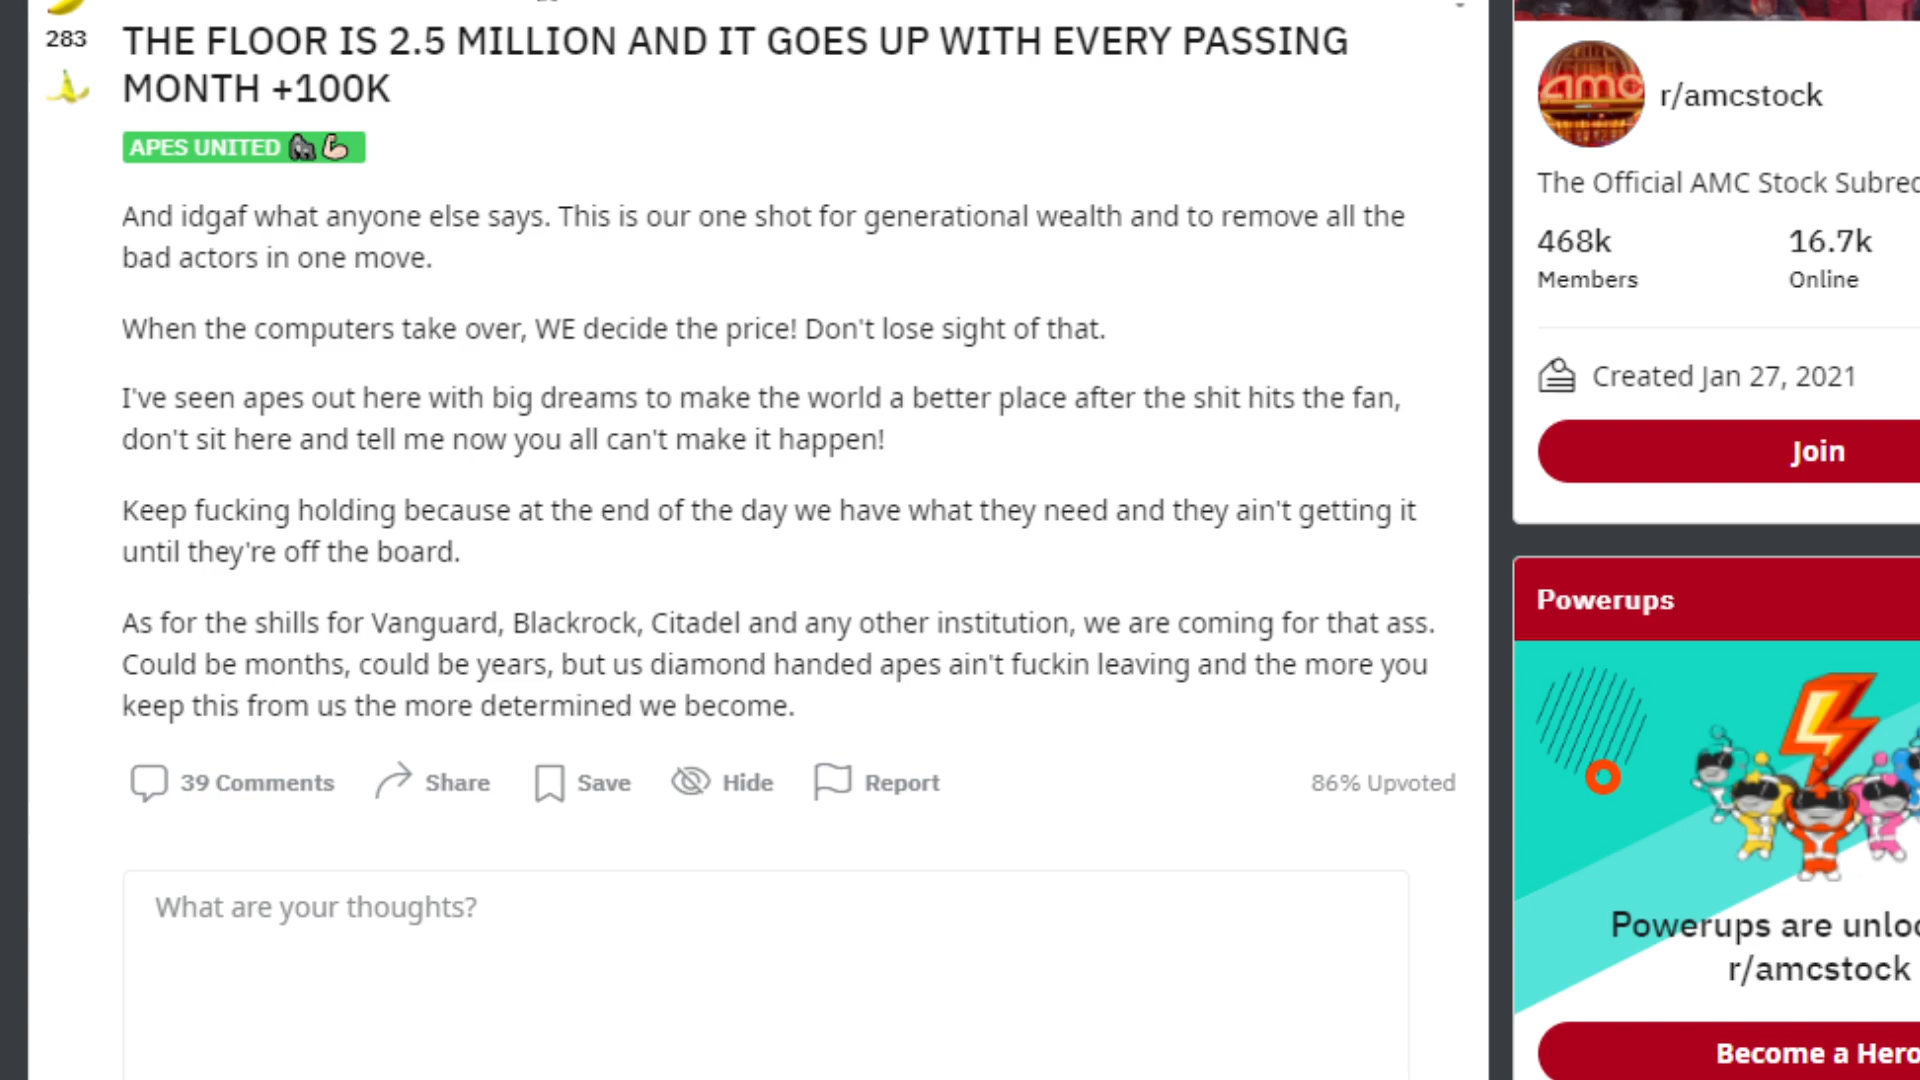 283
THE FLOOR IS 2.5 MILLION AND IT GOES UP WITH EVERY PASSING
MONTH +100K
APES UNITED
And idgaf what anyone else says. This is our one shot for generational wealth and to remove all the
bad actors in one move.
When the computers take over, WE decide the price! Don't lose sight of that.
I've seen apes out here with big dreams to make the world a better place after the shit hits the fan,
don't sit here and tell me now you all can't make it happen!
Keep fucking holding because at the end of the day we have what they need and they ain't getting it
until they're off the board.
As for the shills for Vanguard, Blackrock, Citadel and any other institution, we are coming for that ass.
Could be months, could be years, but us diamond handed apes ain't fuckin leaving and the more you
keep this from us the more determined we become.
39 Comments
Share
Save
Hide
Report
86% Upvoted
What are your thoughts?
amc
r/amcstock
The Official AMC Stock Subred
468k
Members
16.7k
Online
Created Jan 27, 2021
Join
Powerups
Powerups are unloc
r/amcstock
Become a Hero